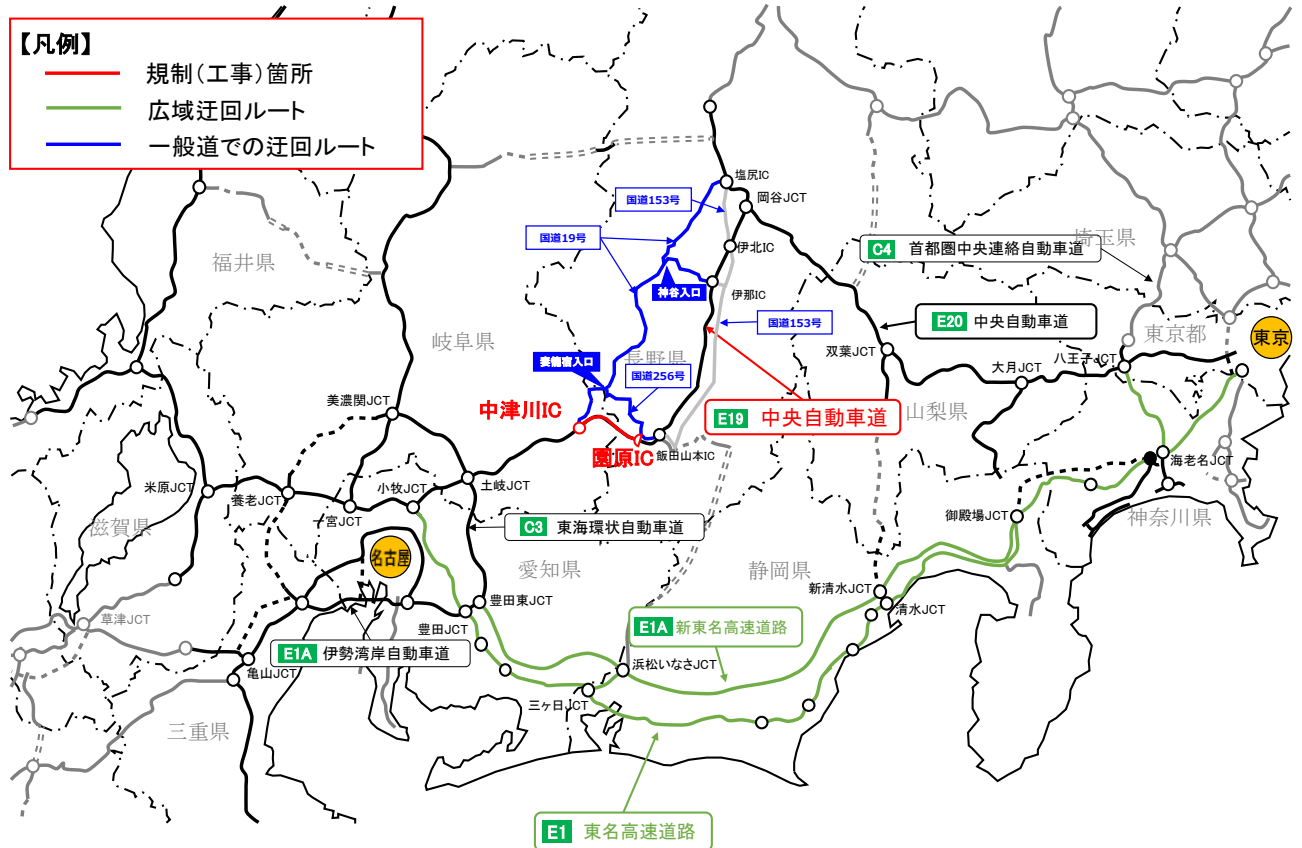 【凡例】
規制(工事)箇所
広域迂回ルート
一般道での迂回ルート
塩尻IC
国道153号
岡谷JCT
国道19号
伊北IC
埼玉県
C4 首都圏中央連絡自動車道
福井県
神谷入口
伊那IC
国道153号
E20 中央自動車道
東京都
東京
岐阜県
長野県
双葉JCT
八王子JCT
妻籠宿入口
国道256号
大月JCT
美濃関JCT
中津川IC
E19 中央自動車道
山梨県
園原IC
飯田山本IC
海老名JCT
米原JCT
養老JCT
小牧JCT
土岐JCT
一宮JCT
御殿場JCT
神奈川県
滋賀県
C3 東海環状自動車道
名古屋
愛知県
静岡県
新清水JCT
豊田東JCT
清水JCT
草津JCT
豊田JCT
E1A 新東名高速道路
E1A 伊勢湾岸自動車道
亀山JCT
浜松いなさJCT
三ヶ日JCT
三重県
E1 東名高速道路